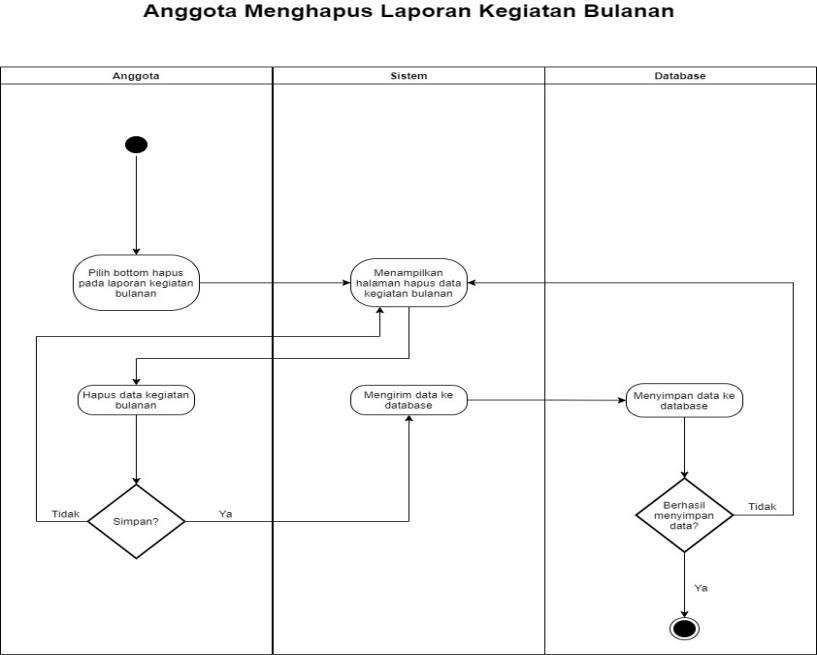 Anggota Menghapus Laporan Kegiatan Bulanan
Anggota
Sistem
Database
Pilih bottom hapus
pada laporan kegiatan
bulanan
Menampilkan
halaman hapus data
kegiatan bulanan
Hapus data kegiatan
bulanan
Mengirim data ke
database
Menyimpan data ke
database
Tidak
Simpan?
Ya
Berhasil
menyimpan
data?
Tidak
Ya